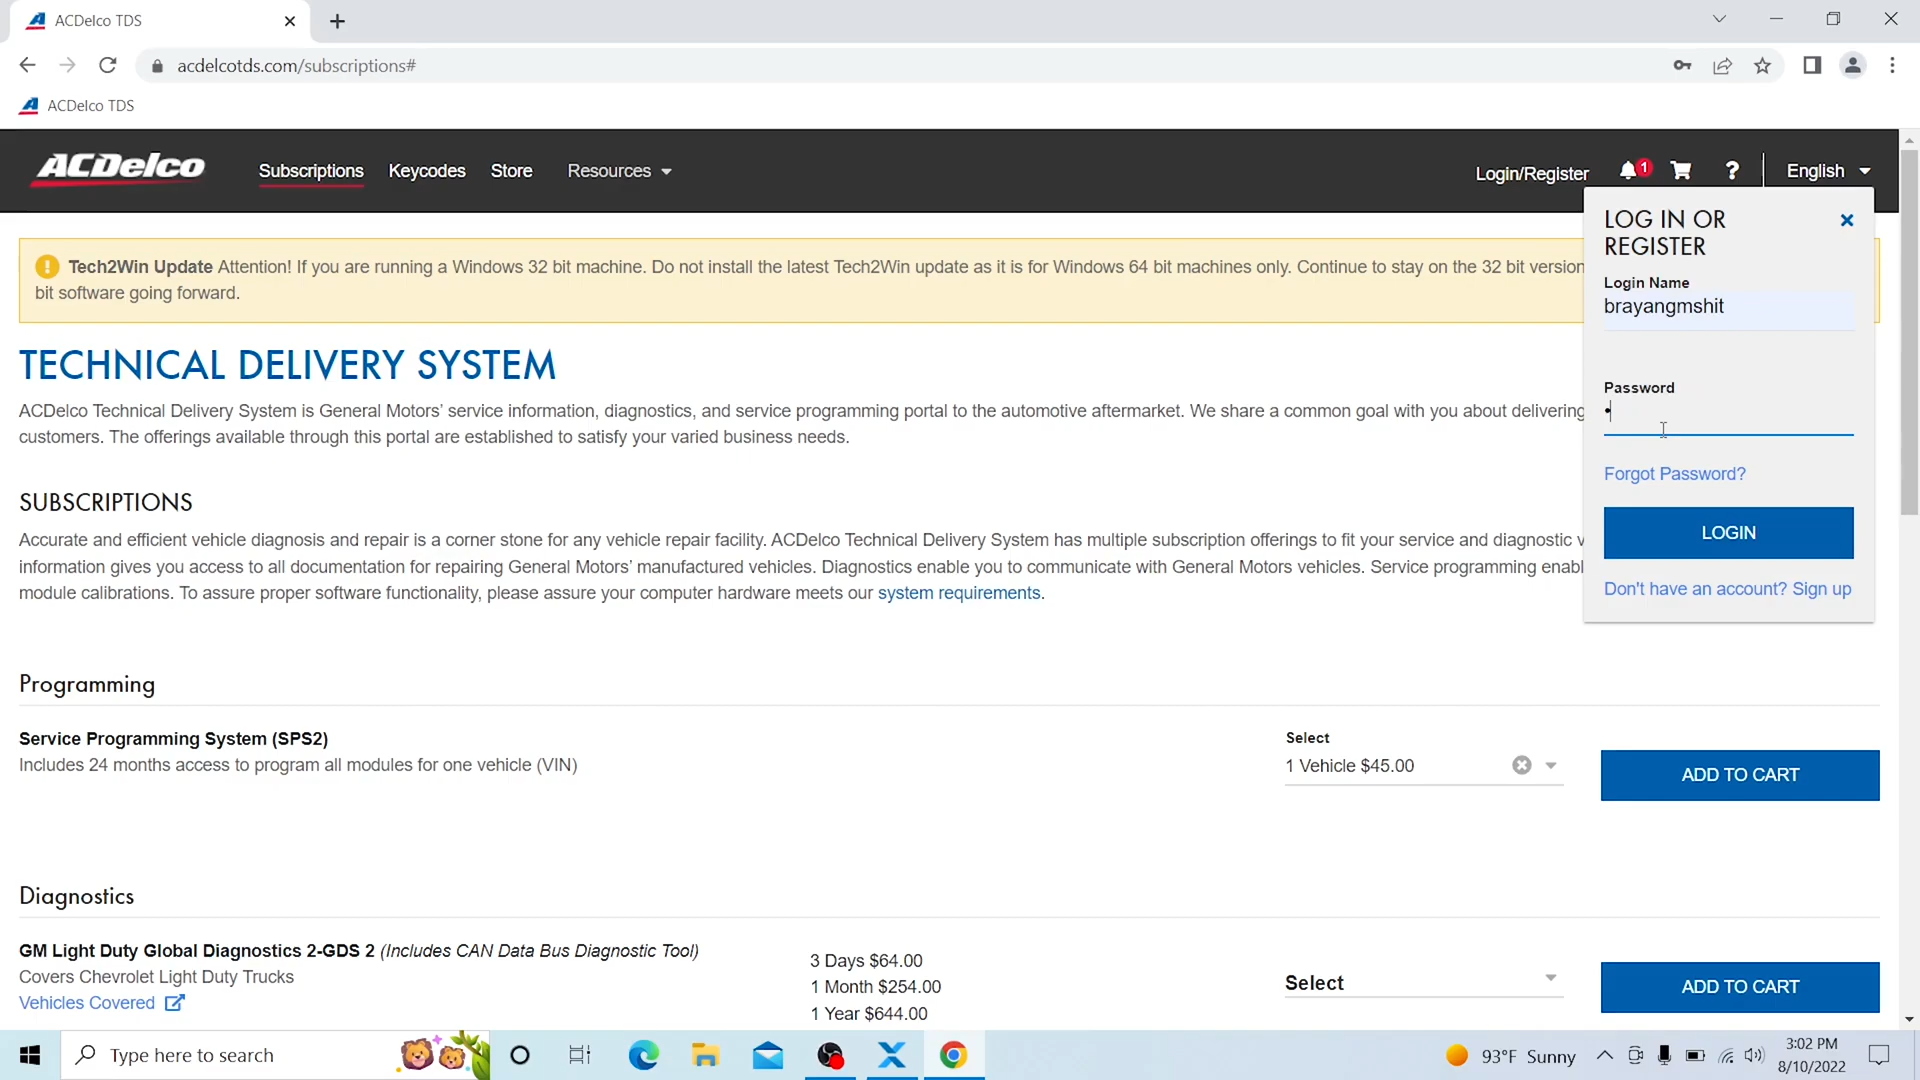 ACDelco TDS
acdelcotds.com/subscriptions#
ACDelco TDS
ACDelco
Subscriptions Keycodes Store Resources
Login/Register 1 ? English
Tech2Win Update Attention! If you are running a Windows 32 bit machine. Do not install the latest Tech2Win update as it is for Windows 64 bit machines only. Continue to stay on the 32 bit version
bit software going forward.
LOG IN OR
REGISTER
Login Name
brayangmshit
Password
•
Forgot Password?
LOGIN
Don't have an account? Sign up
TECHNICAL DELIVERY SYSTEM
ACDelco Technical Delivery System is General Motors' service information, diagnostics, and service programming portal to the automotive aftermarket. We share a common goal with you about delivering
customers. The offerings available through this portal are established to satisfy your varied business needs.
SUBSCRIPTIONS
Accurate and efficient vehicle diagnosis and repair is a corner stone for any vehicle repair facility. ACDelco Technical Delivery System has multiple subscription offerings to fit your service and diagnostic v
information gives you access to all documentation for repairing General Motors' manufactured vehicles. Diagnostics enable you to communicate with General Motors vehicles. Service programming enabl
module calibrations. To assure proper software functionality, please assure your computer hardware meets our system requirements.
Programming
Service Programming System (SPS2)
Includes 24 months access to program all modules for one vehicle (VIN)
Select
1 Vehicle $45.00
ADD TO CART
Diagnostics
GM Light Duty Global Diagnostics 2-GDS 2 (Includes CAN Data Bus Diagnostic Tool)
Covers Chevrolet Light Duty Trucks
Vehicles Covered
3 Days $64.00
1 Month $254.00
1 Year $644.00
Select
ADD TO CART
Type here to search
93°F Sunny
3:02 PM
8/10/2022